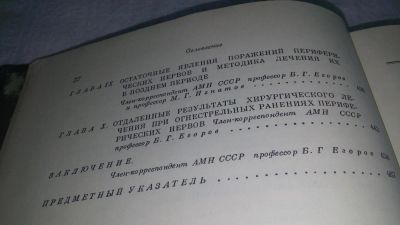 Оглавление
ГЛАВА IX. ОСТАТОЧНЫЕ ЯВЛЕНИЯ ПОРАЖЕНИЙ ПЕРИФЕРИ-
ЧЕСКИХ НЕРВОВ И МЕТОДИКА ЛЕЧЕНИЯ ИХ
В ПОЗДНЕМ ПЕРИОДЕ
Член-корреспондент АМН СССР профессор Б. Г. Егоров
и профессор М. Г. Игнатов
ГЛАВА X. ОТДАЛЕННЫЕ РЕЗУЛЬТАТЫ ХИРУРГИЧЕСКОГО ЛЕ-
ЧЕНИЯ ПРИ ОГНЕСТРЕЛЬНЫХ РАНЕНИЯХ ПЕРИФЕ-
РИЧЕСКИХ НЕРВОВ Член-корреспондент АМН СССР
профессор Б. Г. Егоров
ЗАКЛЮЧЕНИЕ.
Член-корреспондент АМН СССР профессор Б. Г Егоров
ПРЕДМЕТНЫЙ УКАЗАТЕЛЬ